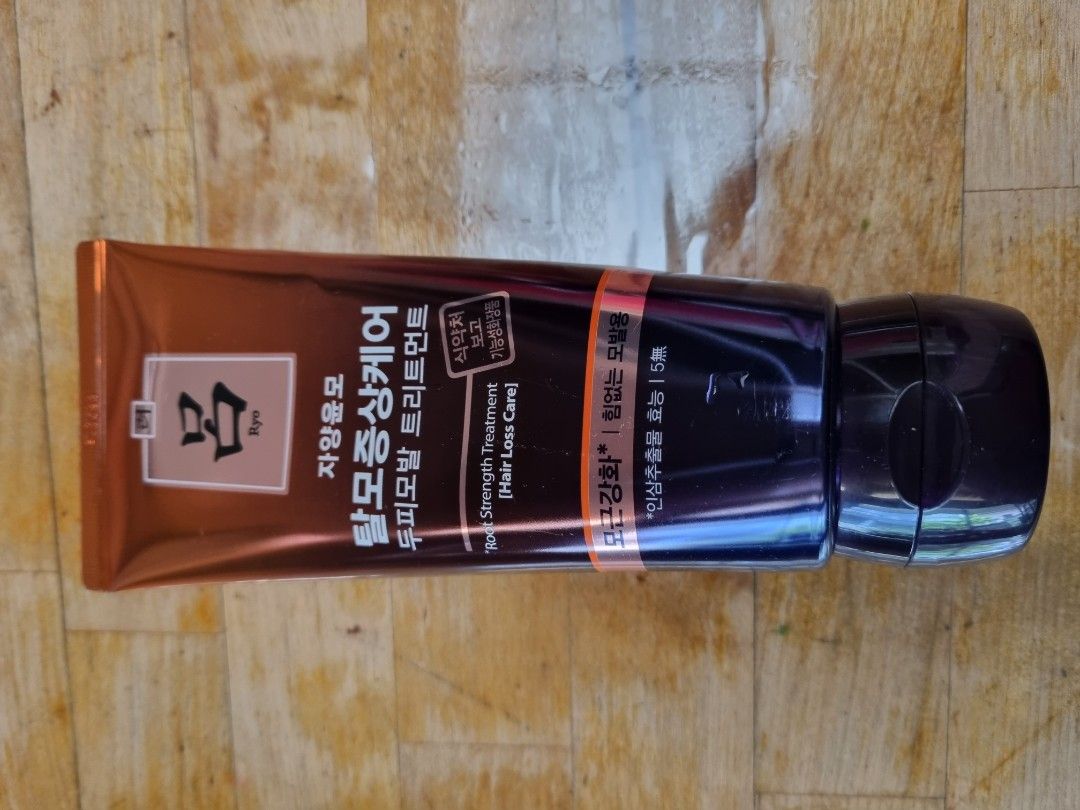 呂
Ryo
자양윤모
탈모증상케어
두피모발 트리트먼트
식약처
보고
기능성화장품
*Root Strength Treatment
[Hair Loss Care]
모근강화* | 힘없는 모발용
*인삼추출물 효능 | 5無